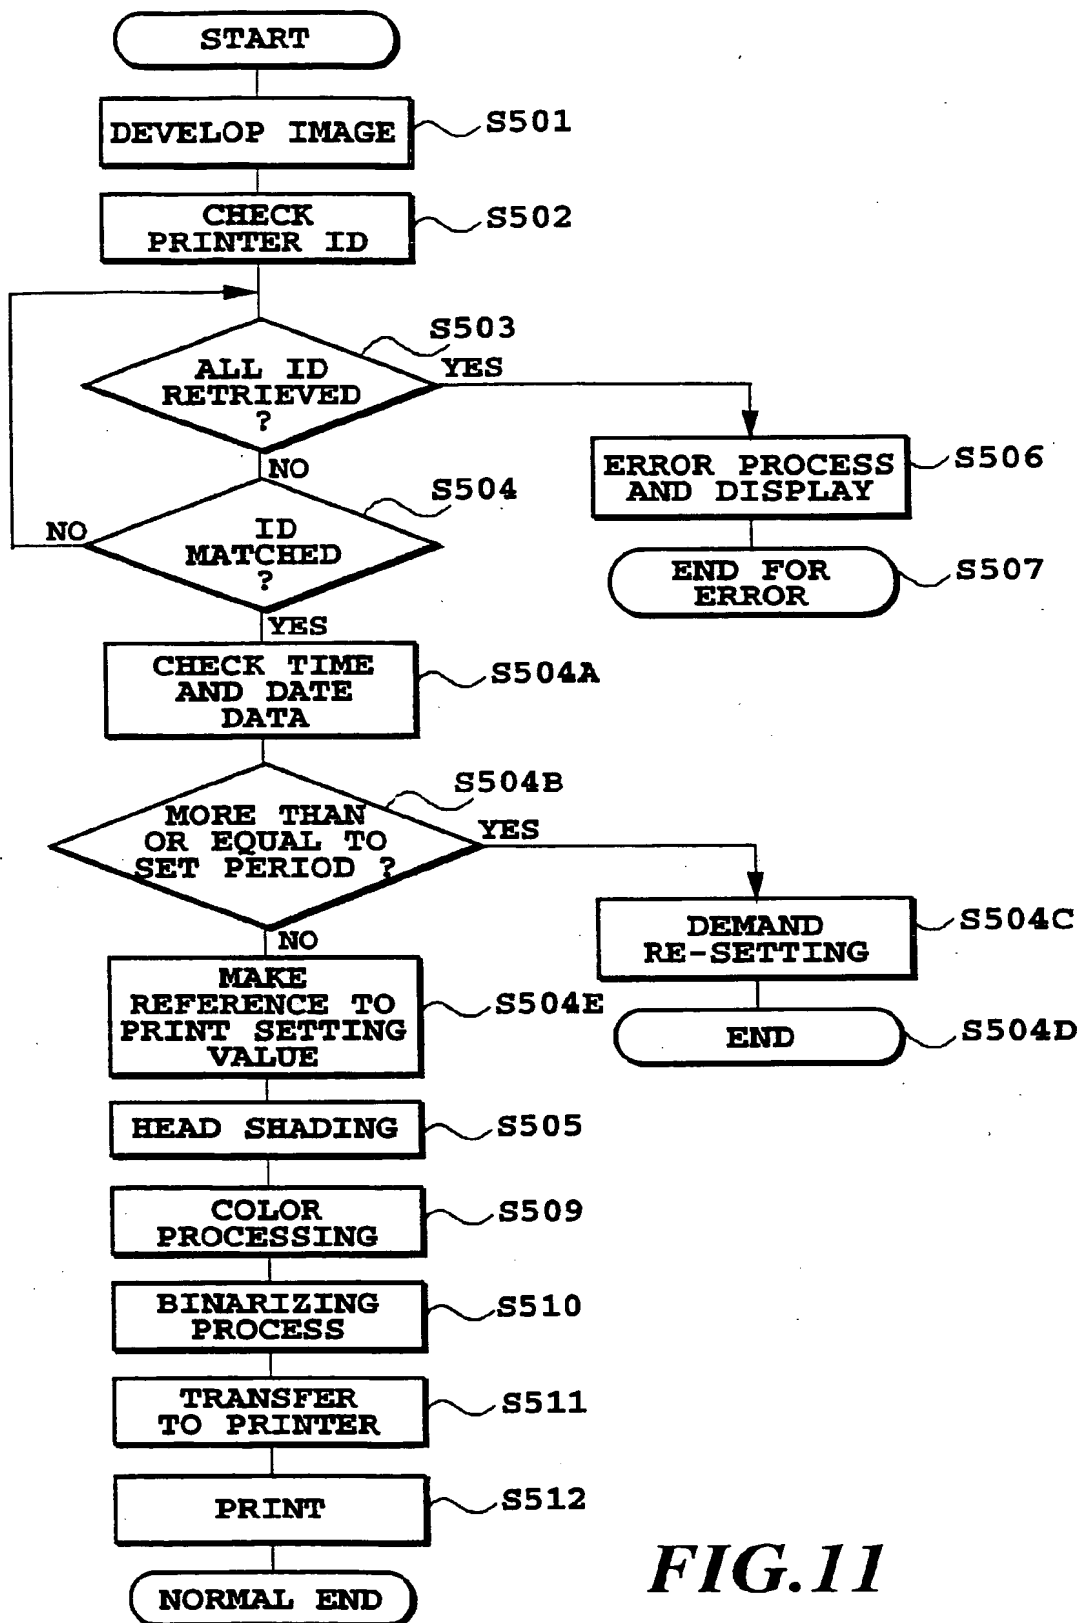 START
DEVELOP IMAGE
S501
CHECK
PRINTER ID
S502
S503
ALL ID
RETRIEVED
?
YES
NO
ERROR PROCESS
AND DISPLAY
S506
S504
NO
ID
MATCHED
?
END FOR
ERROR
S507
YES
CHECK TIME
AND DATE
DATA
S504A
S504B
MORE THAN
OR EQUAL TO
SET PERIOD ?
YES
DEMAND
RE-SETTING
S504C
NO
MAKE
REFERENCE TO
PRINT SETTING
VALUE
S504E
END
S504D
HEAD SHADING
S505
COLOR
PROCESSING
S509
BINARIZING
PROCESS
S510
TRANSFER
TO PRINTER
S511
PRINT
S512
NORMAL END
FIG.11